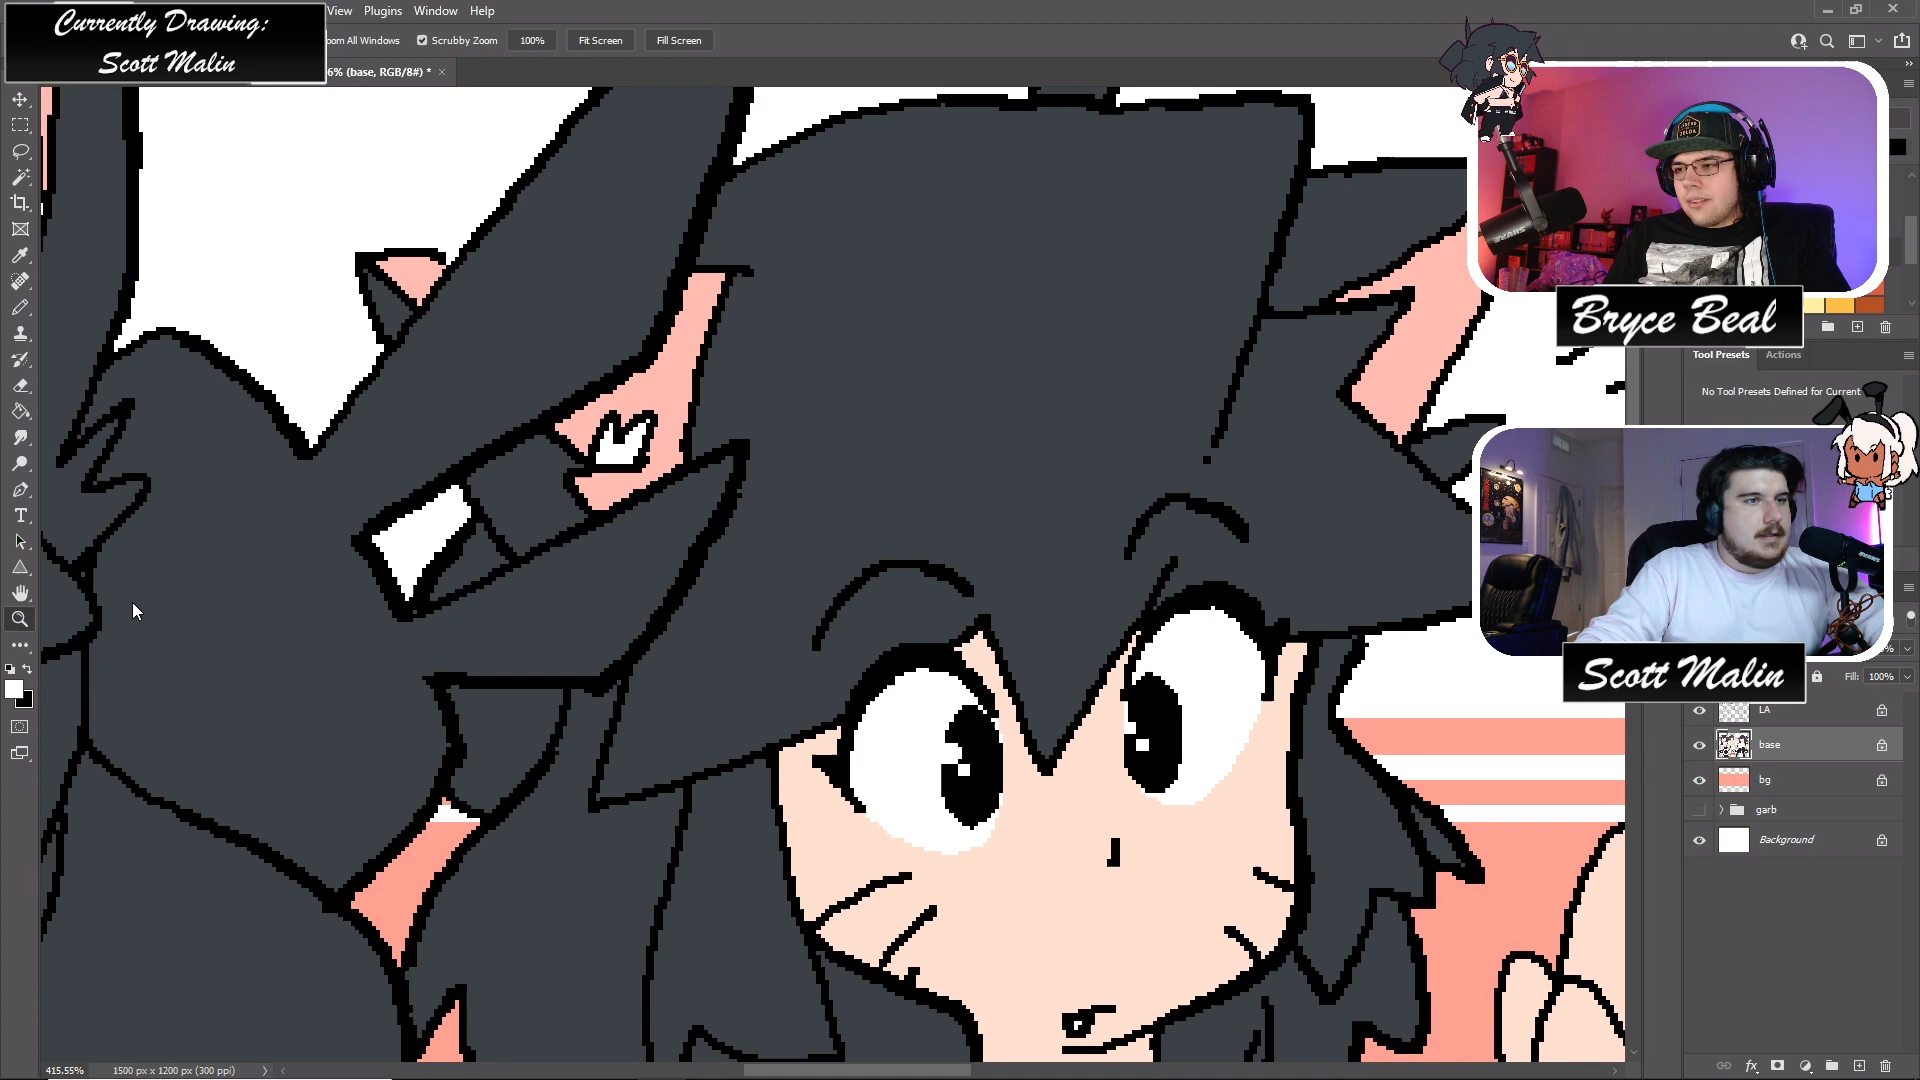 Currently Drawing:
Scott Malin
View Plugins Window Help
oom All Windows Scrubby Zoom 100% Fit Screen Fill Screen
6% (base, RGB/8#) * ×
Bryce Beal
Tool Presets Actions
No Tool Presets Defined for Current
Scott Malin
Fill: 100%
LA
base
bg
garb
Background
415.55% 1500 px x 1200 px (300 ppi)
SHURE
fx
T